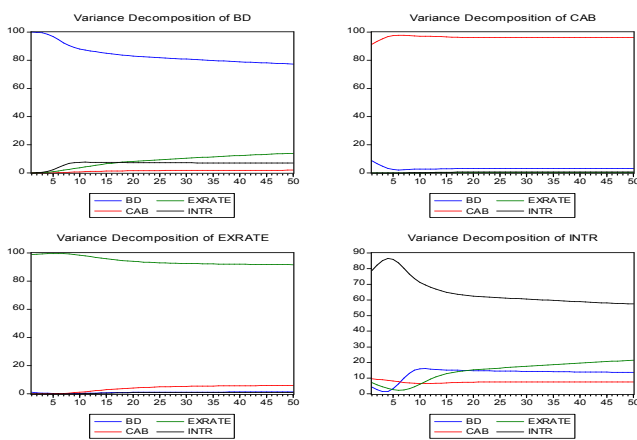 Variance Decomposition of BD
100
80
60
40
20
0
5 10 15 20 25 30 35 40 45 50
BD EXRATE
CAB INTR
Variance Decomposition of CAB
100
80
60
40
20
0
5 10 15 20 25 30 35 40 45 50
BD EXRATE
CAB INTR
Variance Decomposition of EXRATE
100
80
60
40
20
0
5 10 15 20 25 30 35 40 45 50
BD EXRATE
CAB INTR
Variance Decomposition of INTR
90
80
70
60
50
40
30
20
10
0
5 10 15 20 25 30 35 40 45 50
BD EXRATE
CAB INTR